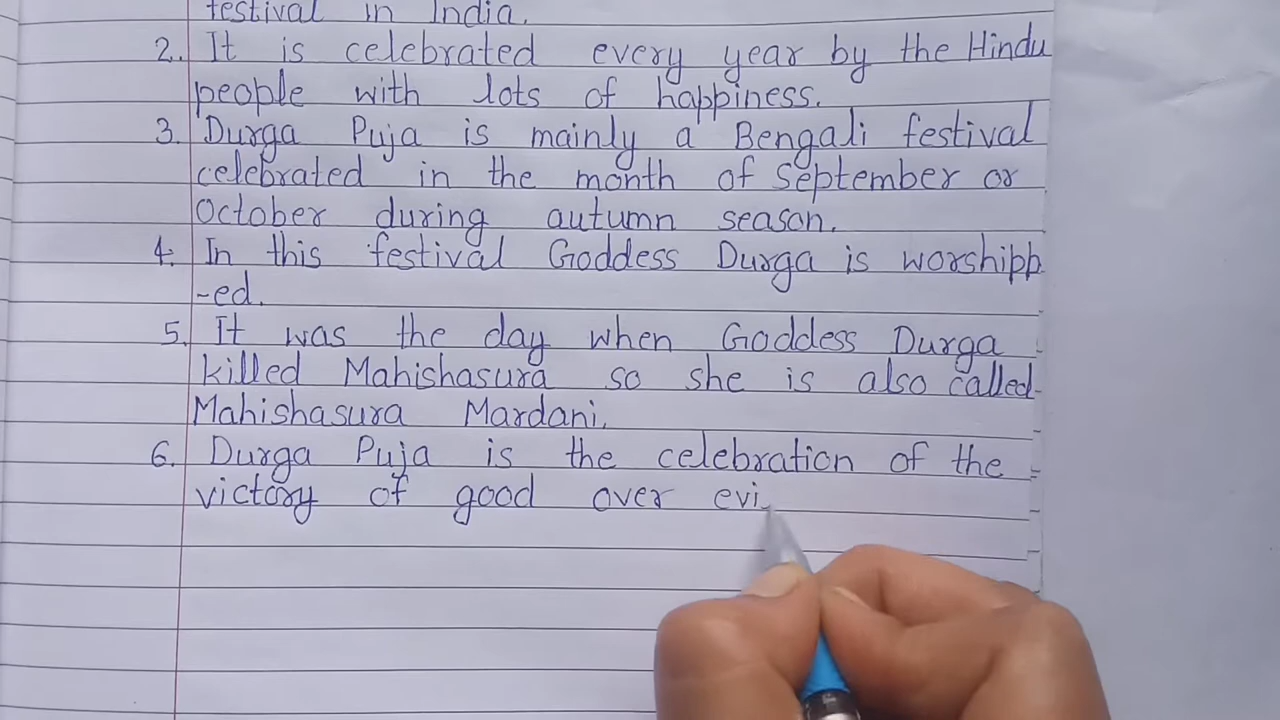 festival in India.
2. It is celebrated every year by the Hindu
people with lots of happiness.
3. Durga Puja is mainly a Bengali festival
celebrated in the month of September or
October during autumn season.
4. In this festival Goddess Durga is worshipp
-ed.
5. It was the day when Goddess Durga
killed Mahishasura so she is also called
Mahishasura Mardani.
6. Durga Puja is the celebration of the
victory of good over evi